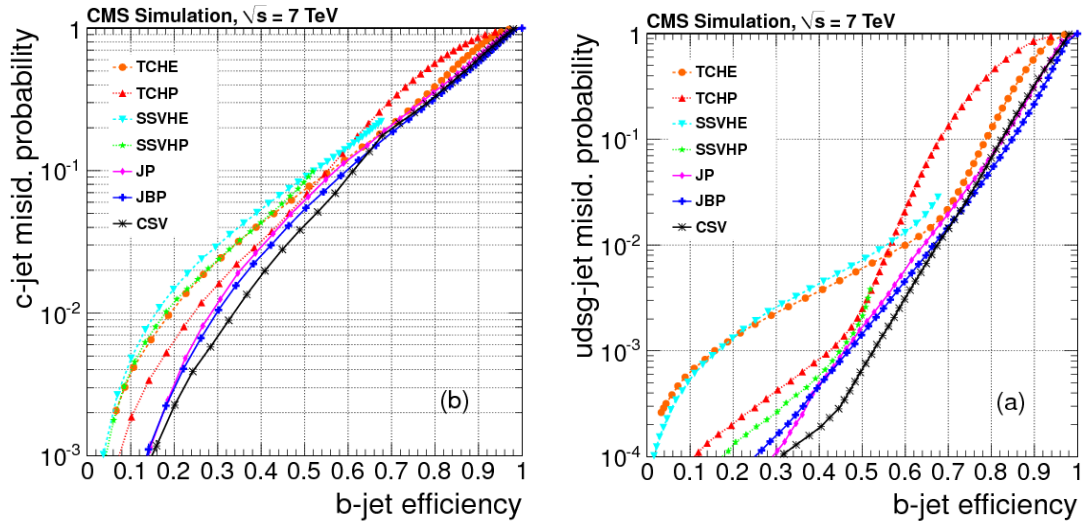 CMS Simulation, √s = 7 TeV
c-jet misid. probability
1
10⁻¹
10⁻²
10⁻³
TCHE
TCHP
SSVHE
SSVHP
JP
JBP
CSV
(b)
0 0.1 0.2 0.3 0.4 0.5 0.6 0.7 0.8 0.9 1
b-jet efficiency
CMS Simulation, √s = 7 TeV
udsg-jet misid. probability
1
10⁻¹
10⁻²
10⁻³
10⁻⁴
TCHE
TCHP
SSVHE
SSVHP
JP
JBP
CSV
(a)
0 0.1 0.2 0.3 0.4 0.5 0.6 0.7 0.8 0.9 1
b-jet efficiency